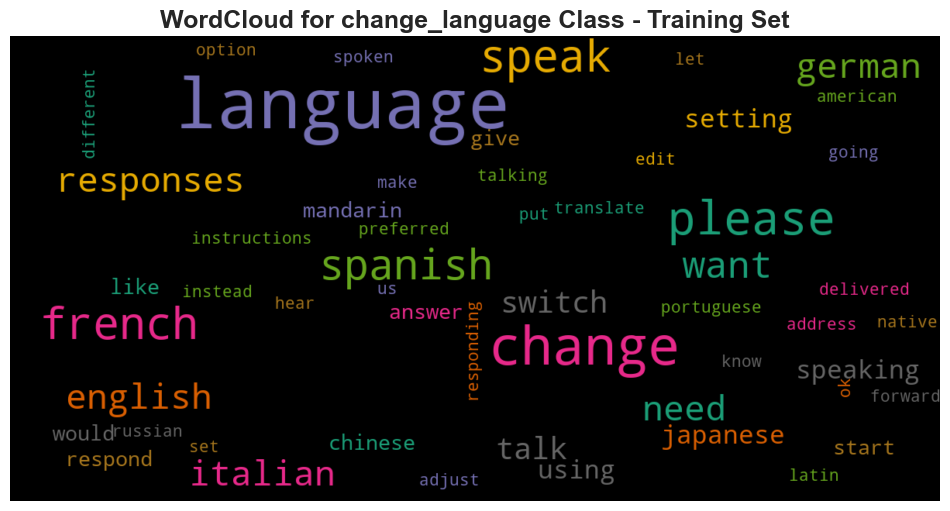 WordCloud for change_language Class - Training Set
option
spoken
speak
let
german
different
language
american
setting
give
edit
going
responses
make
talking
mandarin
put
translate
please
instructions
preferred
spanish
want
like
instead
us
delivered
hear
switch
portuguese
french
answer
responding
change
address
native
know
speaking
ok
forward
english
need
would
russian
chinese
talk
japanese
respond
set
start
italian
adjust
using
latin